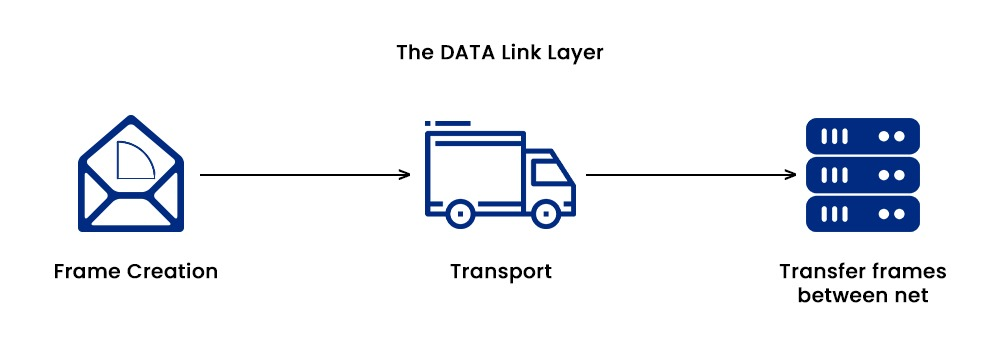 The DATA Link Layer
Frame Creation
Transport
Transfer frames
between net